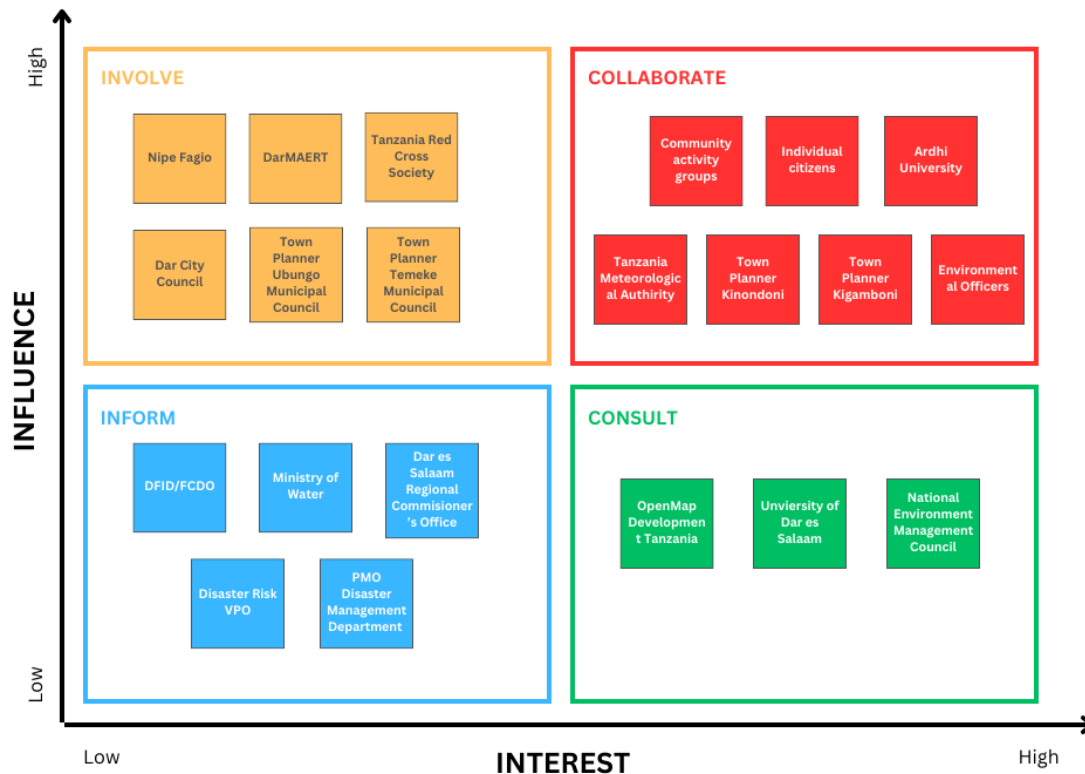 High
INFLUENCE
Low
INVOLVE
Nipe Fagio
DarMAERT
Tanzania Red
Cross
Society
Dar City
Council
Town
Planner
Ubungo
Municipal
Council
Town
Planner
Temeke
Municipal
Council
COLLABORATE
Community
activity
groups
Individual
citizens
Ardhi
University
Tanzania
Meteorologic
al Authirity
Town
Planner
Kinondoni
Town
Planner
Kigamboni
Environment
al Officers
INFORM
DFID/FCDO
Ministry of
Water
Dar es
Salaam
Regional
Commisioner
's Office
Disaster Risk
VPO
PMO
Disaster
Management
Department
CONSULT
OpenMap
Developmen
t Tanzania
Unviersity of
Dar es
Salaam
National
Environment
Management
Council
Low
INTEREST
High